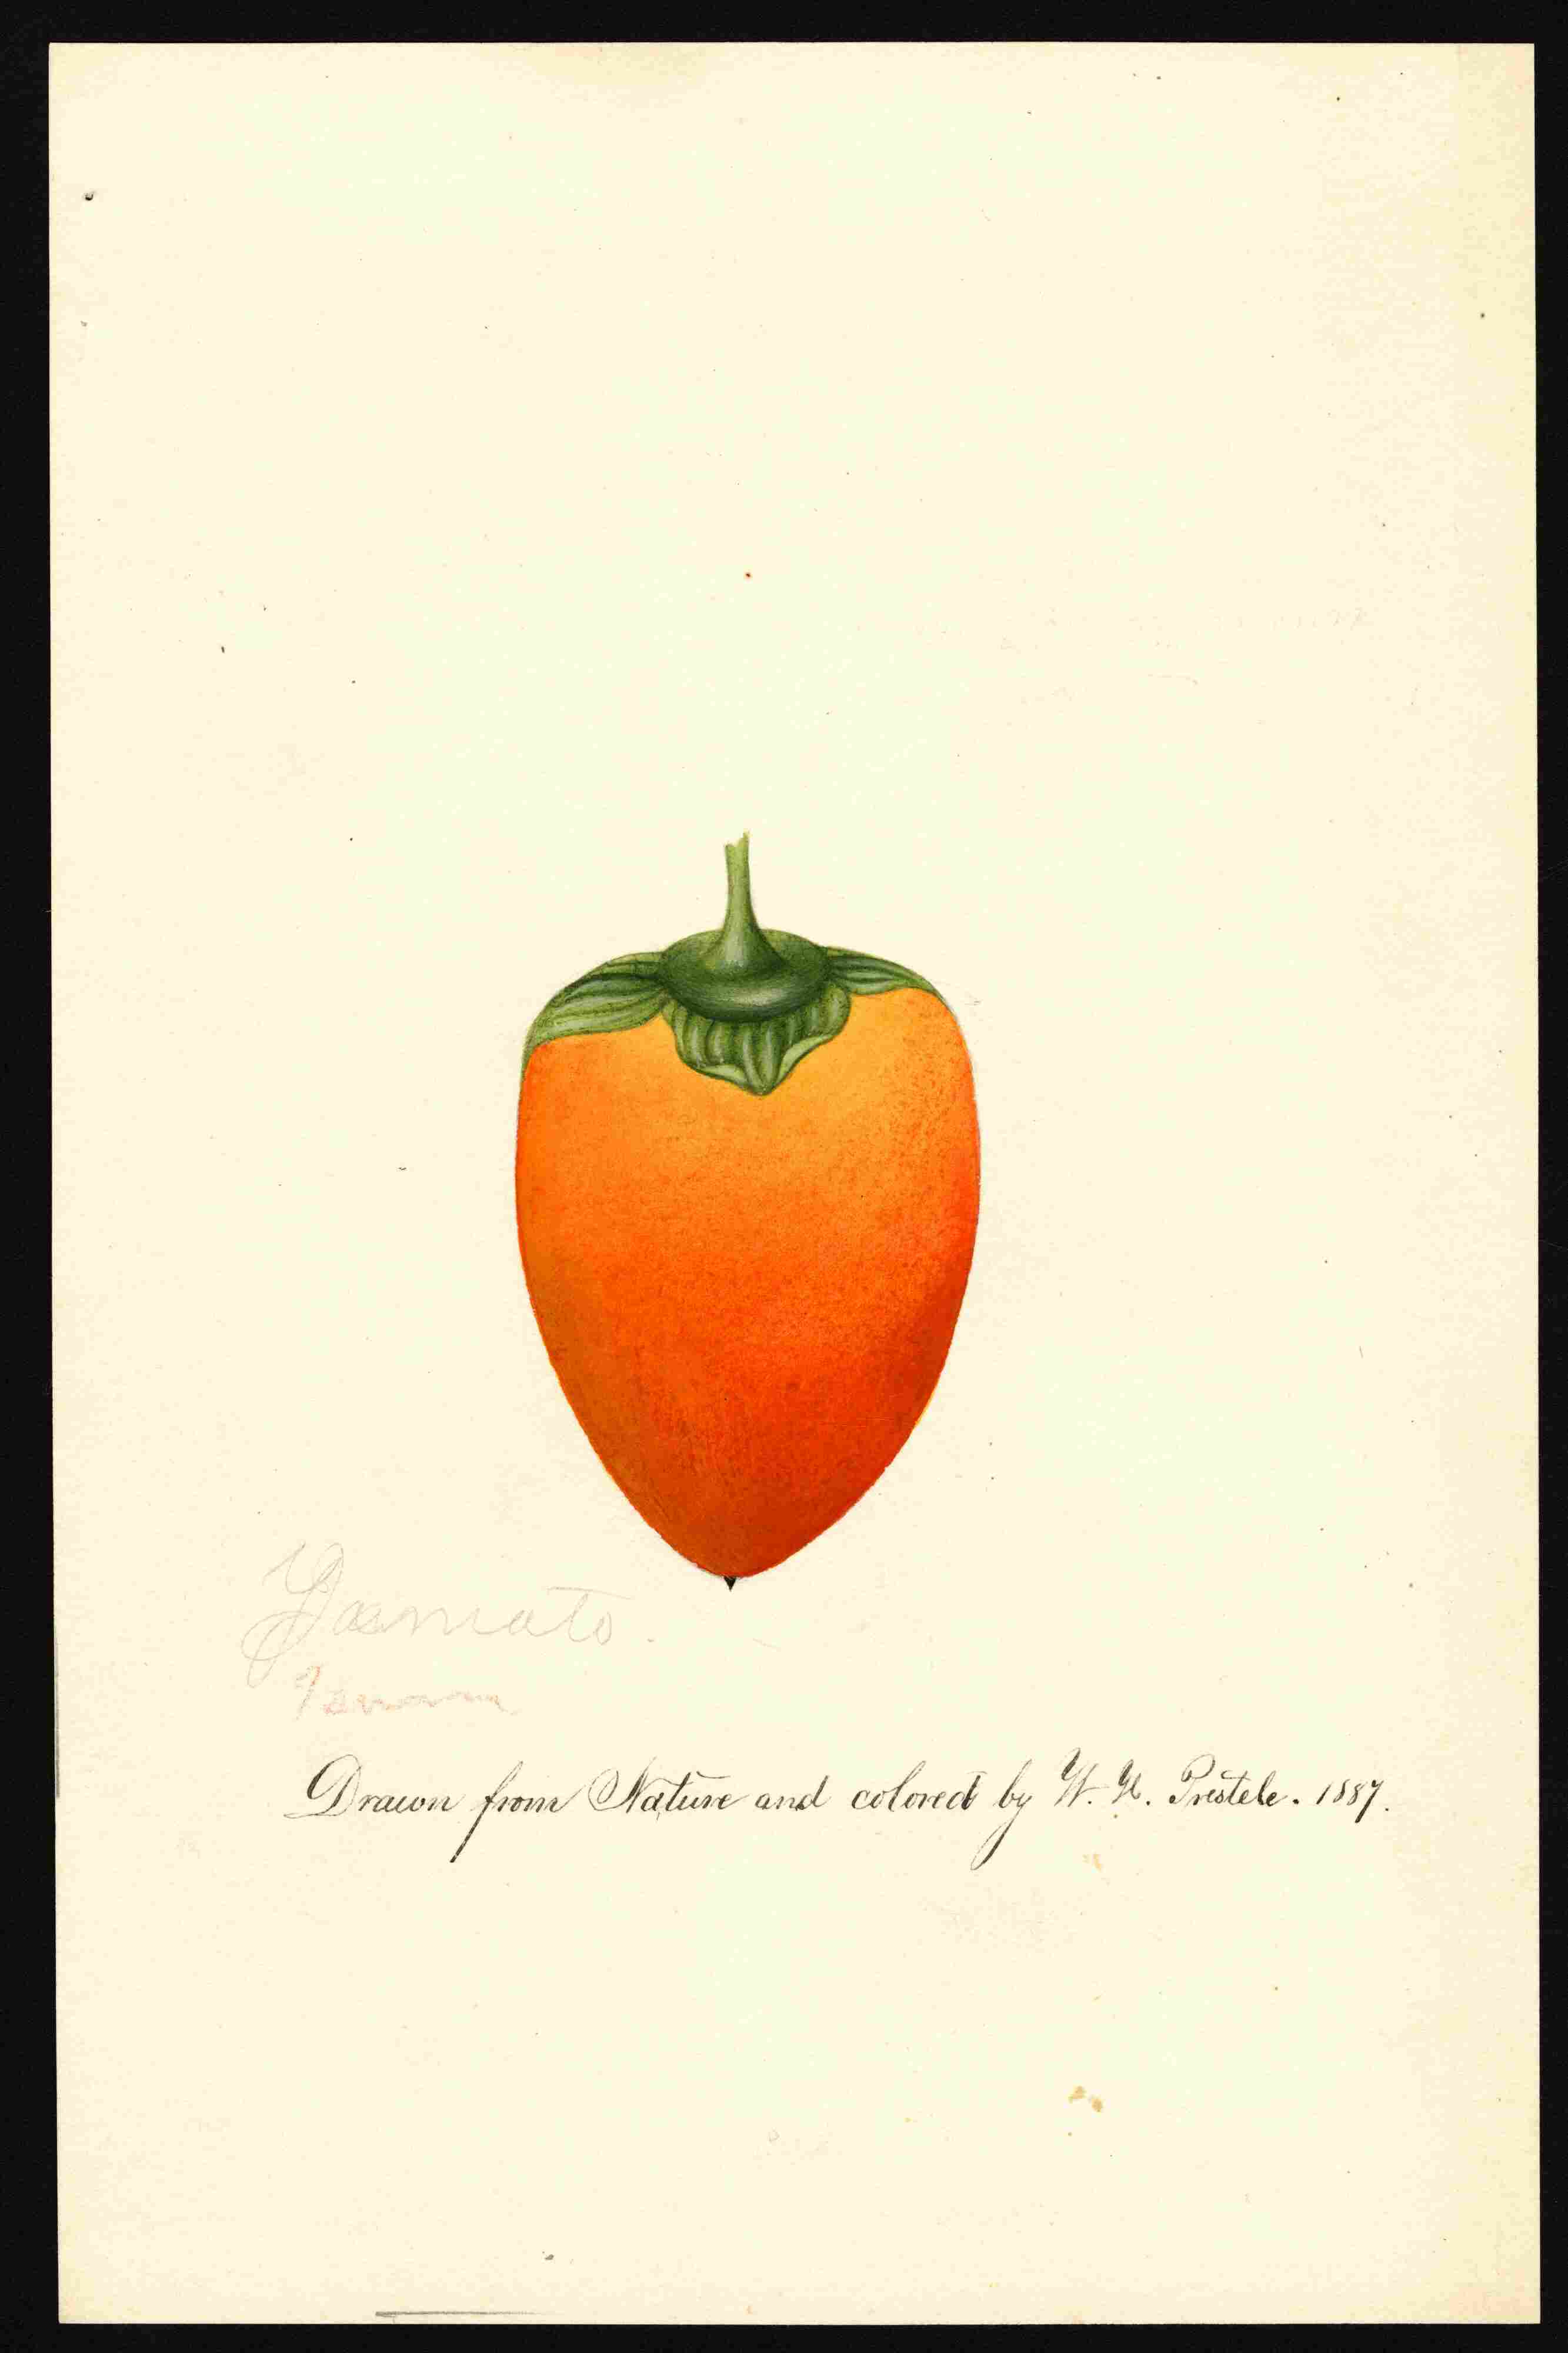 Yamato.
Drawn from Nature and colored by W. H. Prestele. 1887.